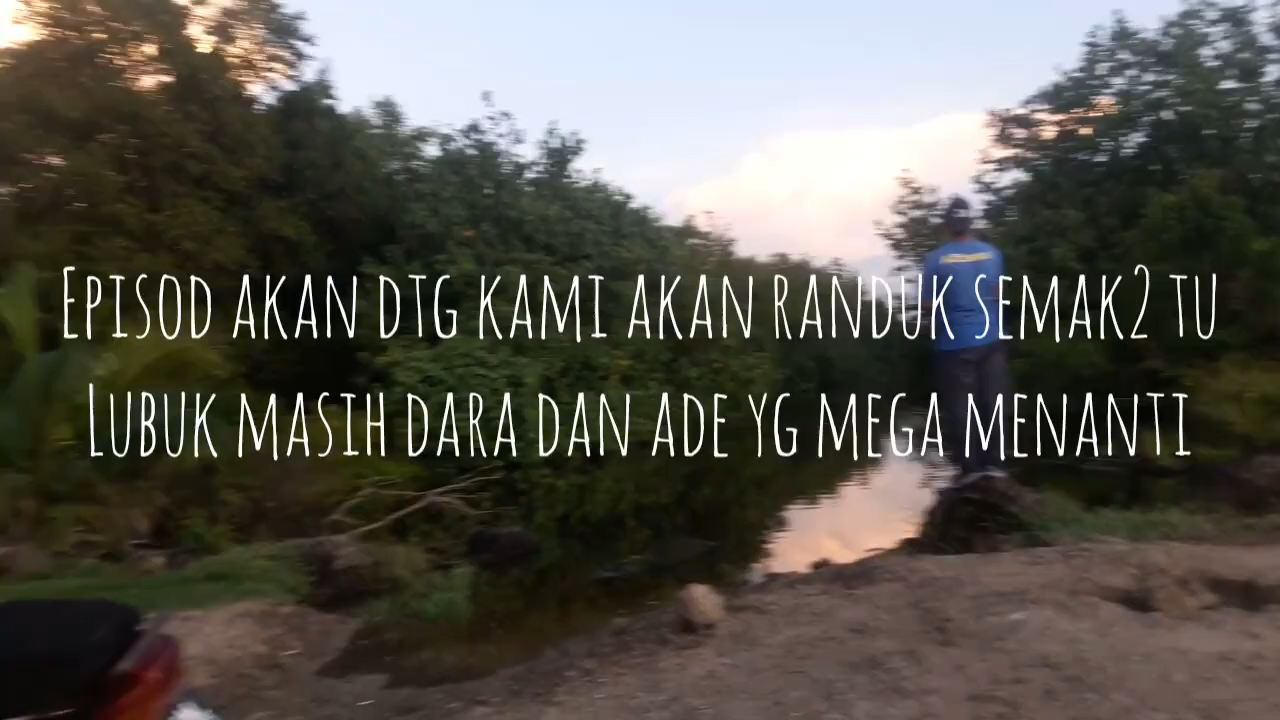 Episod akan dtg kami akan randuk semak2 tu
Lubuk masih dara dan ade yg mega menanti